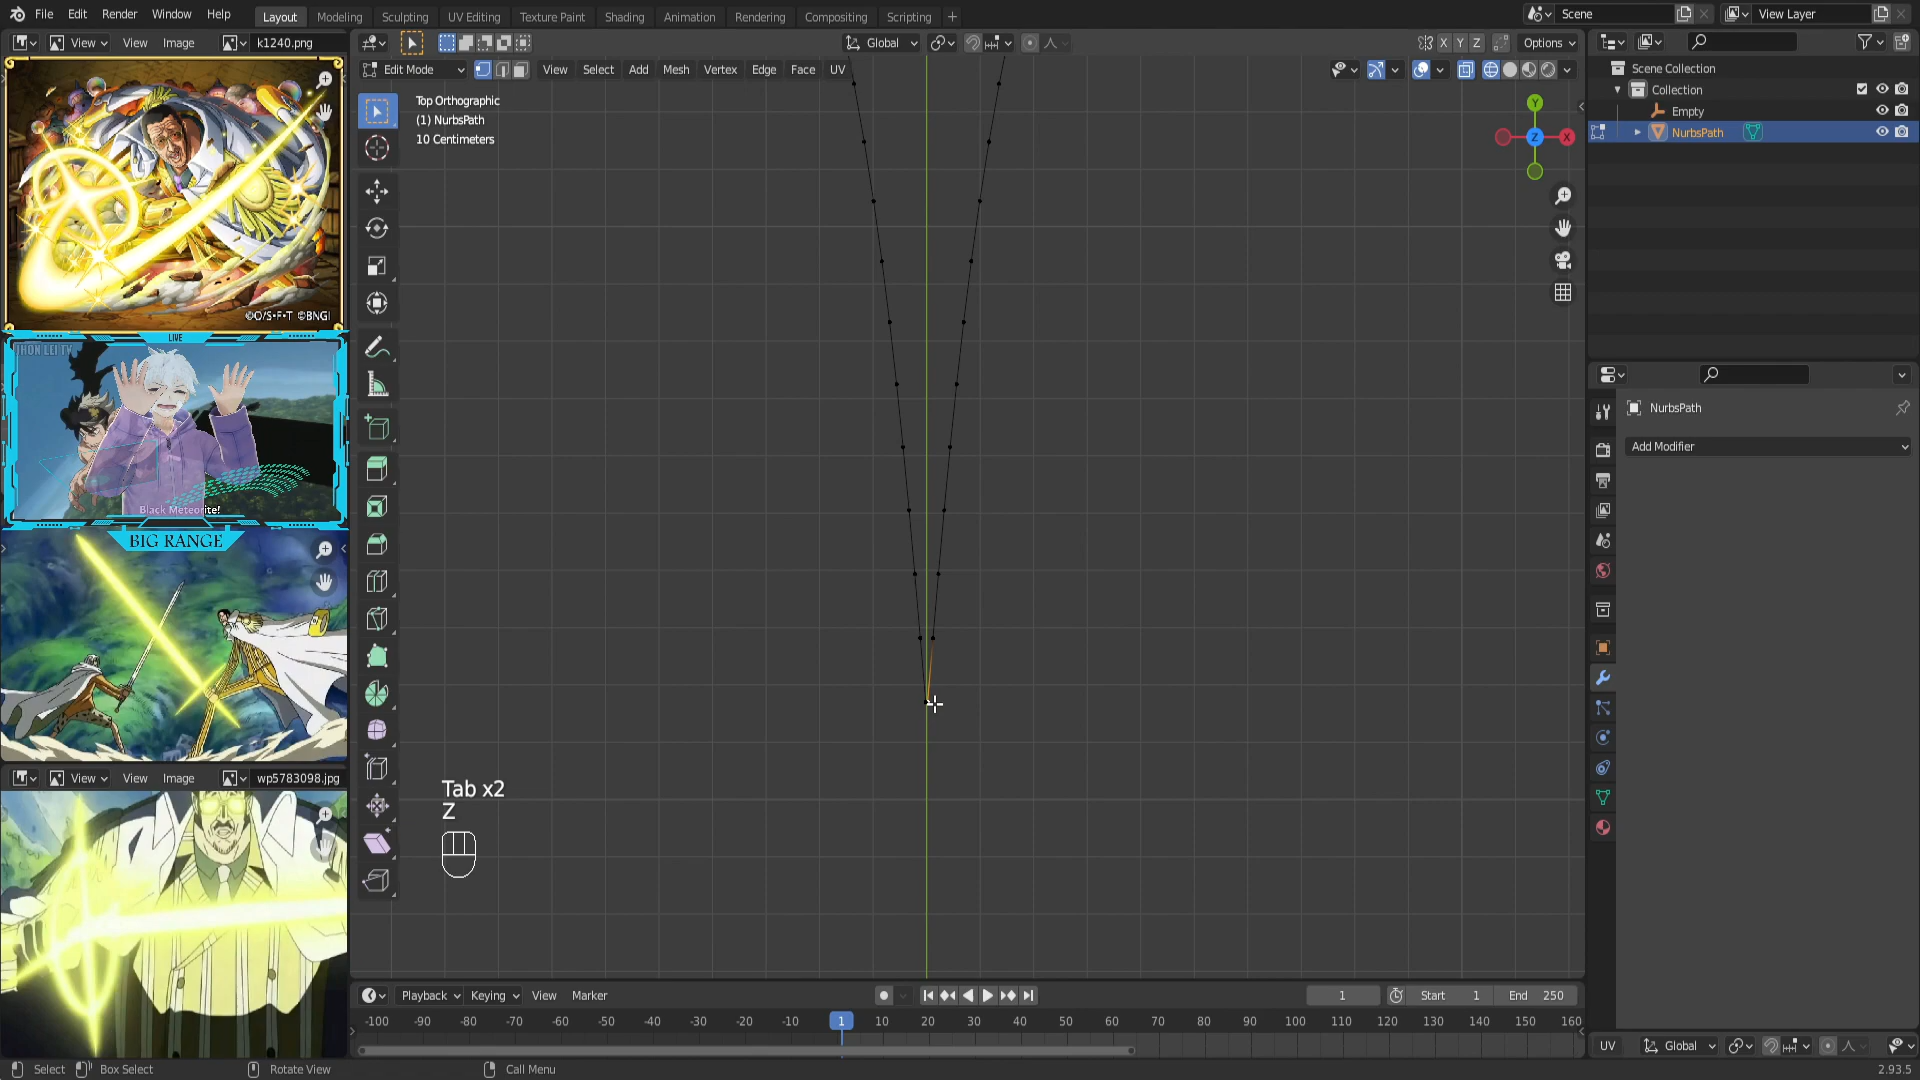 File Edit Render Window Help Layout Modeling Sculpting UV Editing Texture Paint Shading Animation Rendering Compositing Scripting + Scene View Layer
View View Image k1240.png Global X Y Z Options
Edit Mode View Select Add Mesh Vertex Edge Face UV
Top Orthographic
(1) NurbsPath
10 Centimeters
Y
Z
X
Scene Collection
Collection
Empty
NurbsPath
NurbsPath
Add Modifier
©O/S・F・T ©BNGI
LIVE
JHON LEI TV
Black Meteorite!
BIG RANGE
View View Image wp5783098.jpg
Tab x2
Z
Playback Keying View Marker 1 Start 1 End 250
-100 -90 -80 -70 -60 -50 -40 -30 -20 -10 1 10 20 30 40 50 60 70 80 90 100 110 120 130 140 150 160
UV Global
Select Box Select Rotate View Call Menu 2.93.5